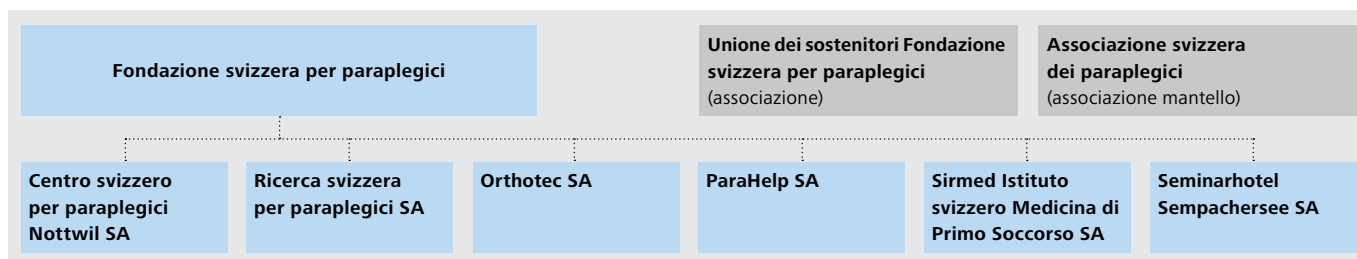 Fondazione svizzera per paraplegici
Unione dei sostenitori Fondazione
svizzera per paraplegici
(associazione)
Associazione svizzera
dei paraplegici
(associazione mantello)
Centro svizzero
per paraplegici
Nottwil SA
Ricerca svizzera
per paraplegici SA
Orthotec SA
ParaHelp SA
Sirmed Istituto
svizzero Medicina di
Primo Soccorso SA
Seminarhotel
Sempachersee SA